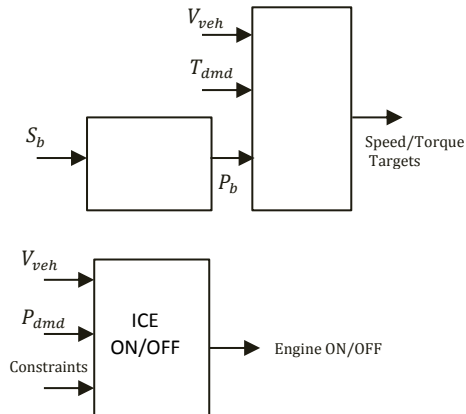 V_veh
T_dmd
S_b
P_b
Speed/Torque
Targets
V_veh
P_dmd
Constraints
ICE
ON/OFF
Engine ON/OFF